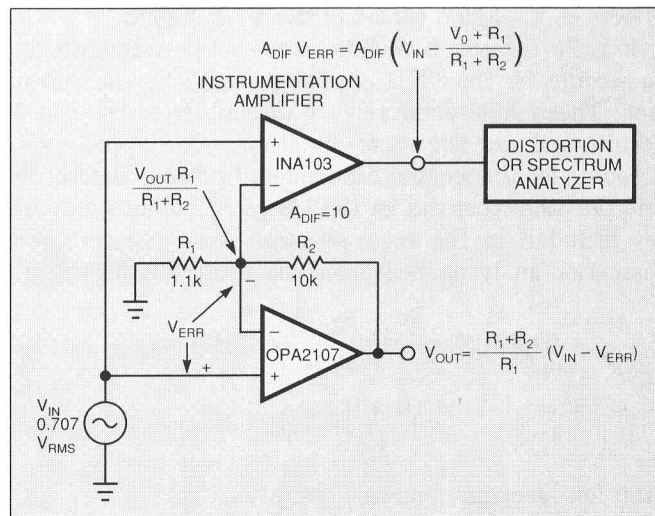 A_DIF V_ERR = A_DIF (V_IN - (V_0 + R_1)/(R_1 + R_2))
INSTRUMENTATION
AMPLIFIER
+
INA103
−
DISTORTION
OR SPECTRUM
ANALYZER
V_OUT R_1/(R_1+R_2)
A_DIF=10
R_1
1.1k
R_2
10k
−
V_ERR
+
−
OPA2107
+
V_OUT= (R_1+R_2)/R_1 (V_IN − V_ERR)
V_IN
0.707
V_RMS